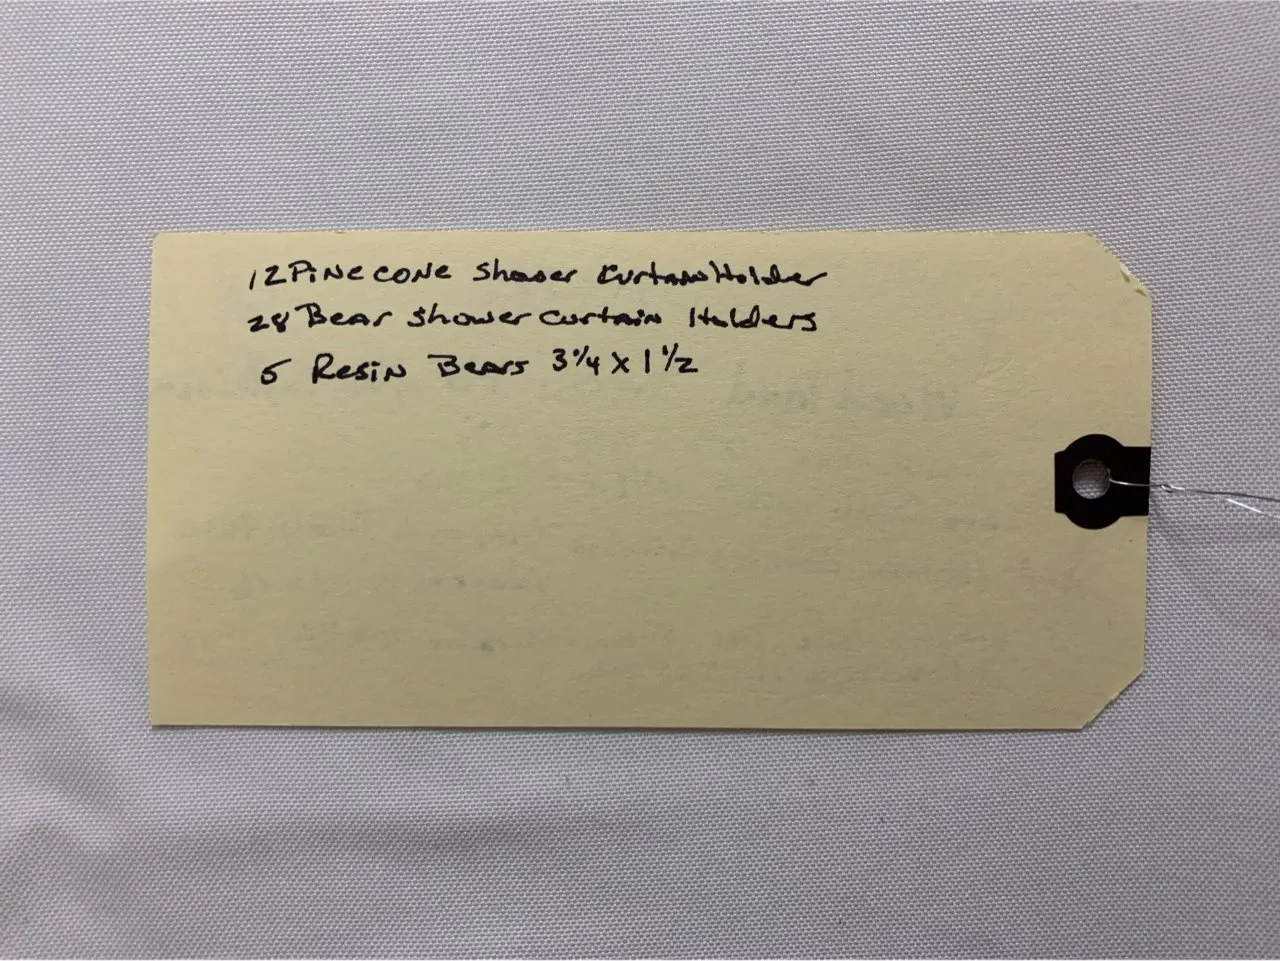 12 Pine cone shower curtain Holder
28 Bear shower curtain Holders
5 Resin Bears 3 1/4 x 1 1/2